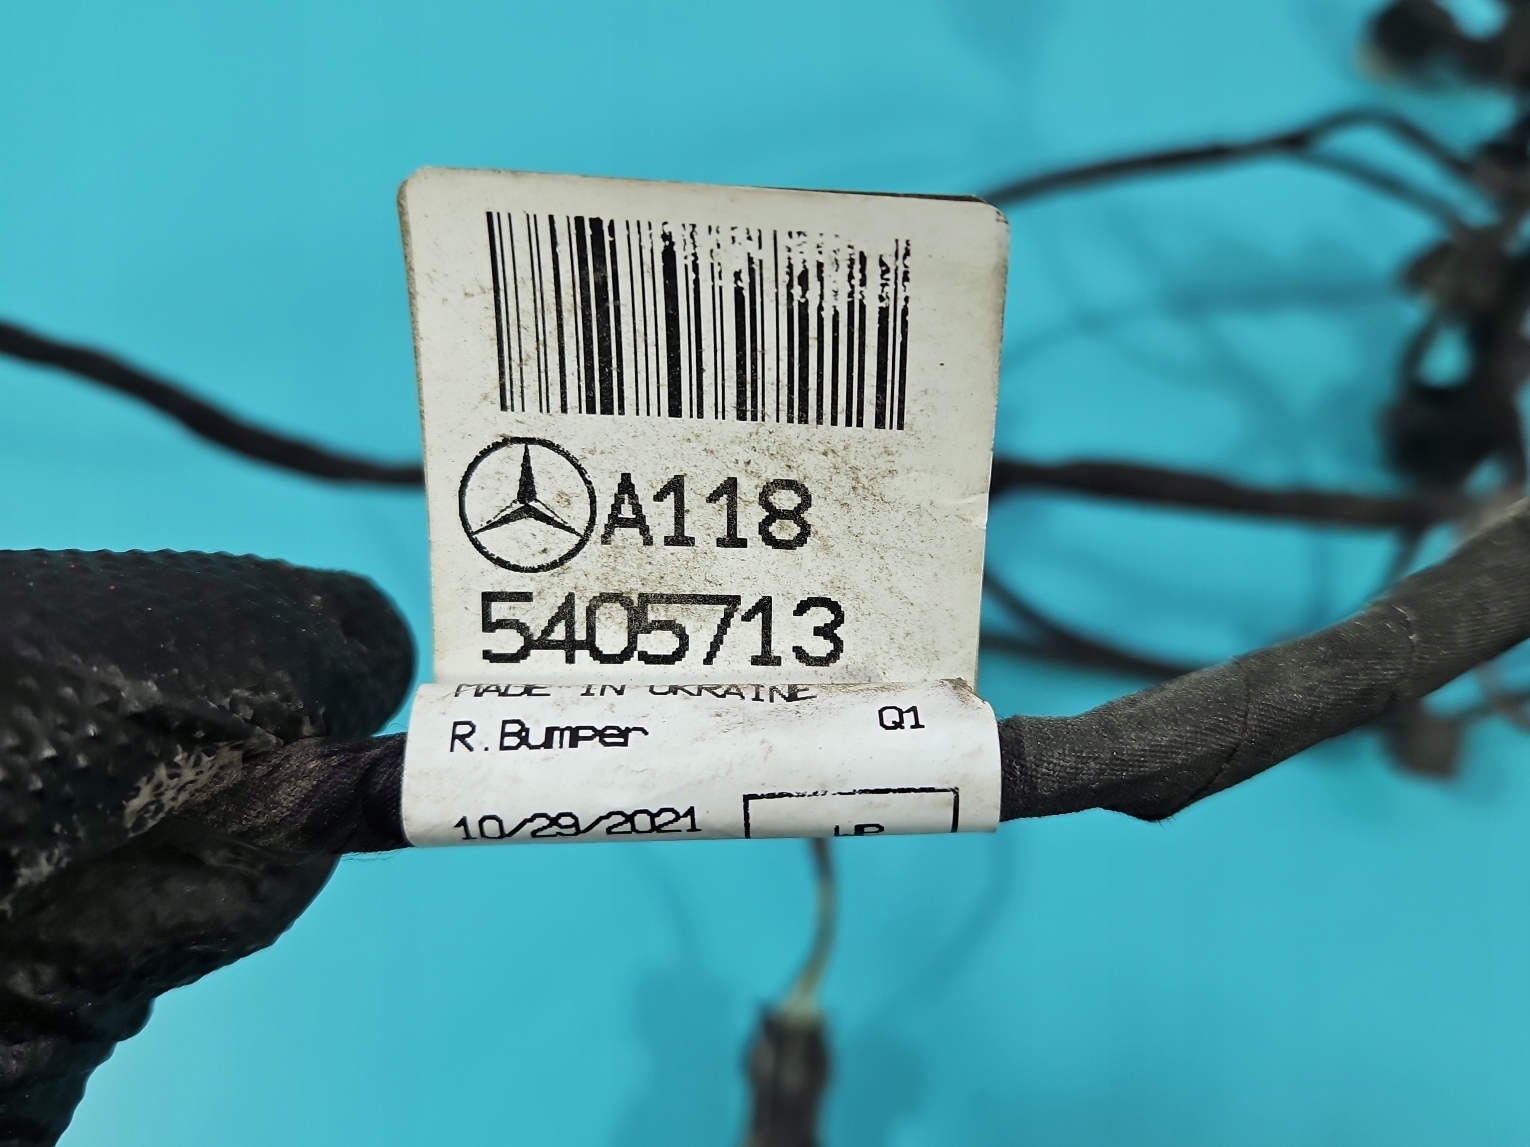 A118
5405713
MADE IN UKRAINE
R.Bumper
Q1
10/29/2021